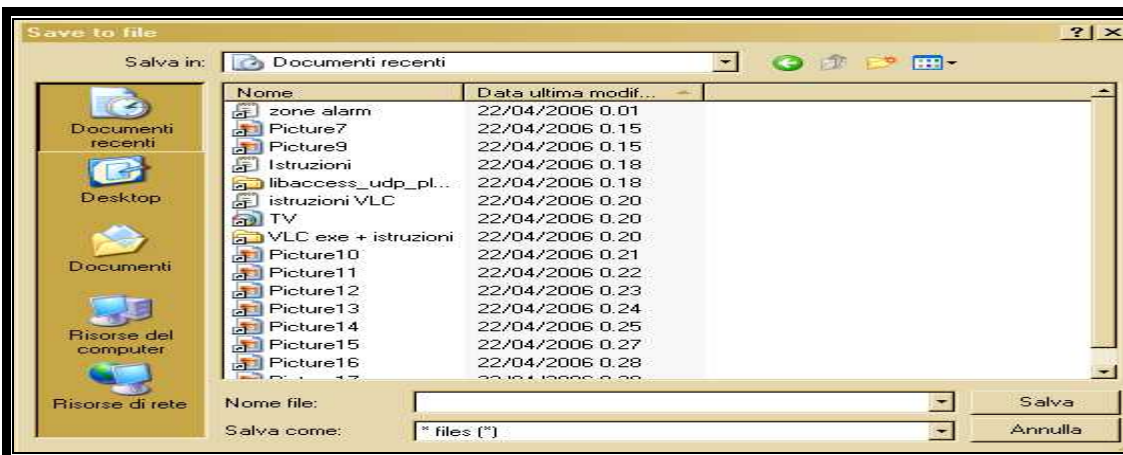 Save to file
Salva in: Documenti recenti
Nome Data ultima modif...
zone alarm 22/04/2006 0.01
Picture7 22/04/2006 0.15
Picture9 22/04/2006 0.15
Istruzioni 22/04/2006 0.18
libaccess_udp_pl... 22/04/2006 0.18
istruzioni VLC 22/04/2006 0.20
TV 22/04/2006 0.20
VLC exe + istruzioni 22/04/2006 0.20
Picture10 22/04/2006 0.21
Picture11 22/04/2006 0.22
Picture12 22/04/2006 0.23
Picture13 22/04/2006 0.24
Picture14 22/04/2006 0.25
Picture15 22/04/2006 0.27
Picture16 22/04/2006 0.28
Documenti
recenti
Desktop
Documenti
Risorse del
computer
Risorse di rete
Nome file: Salva
Salva come: * files (*) Annulla